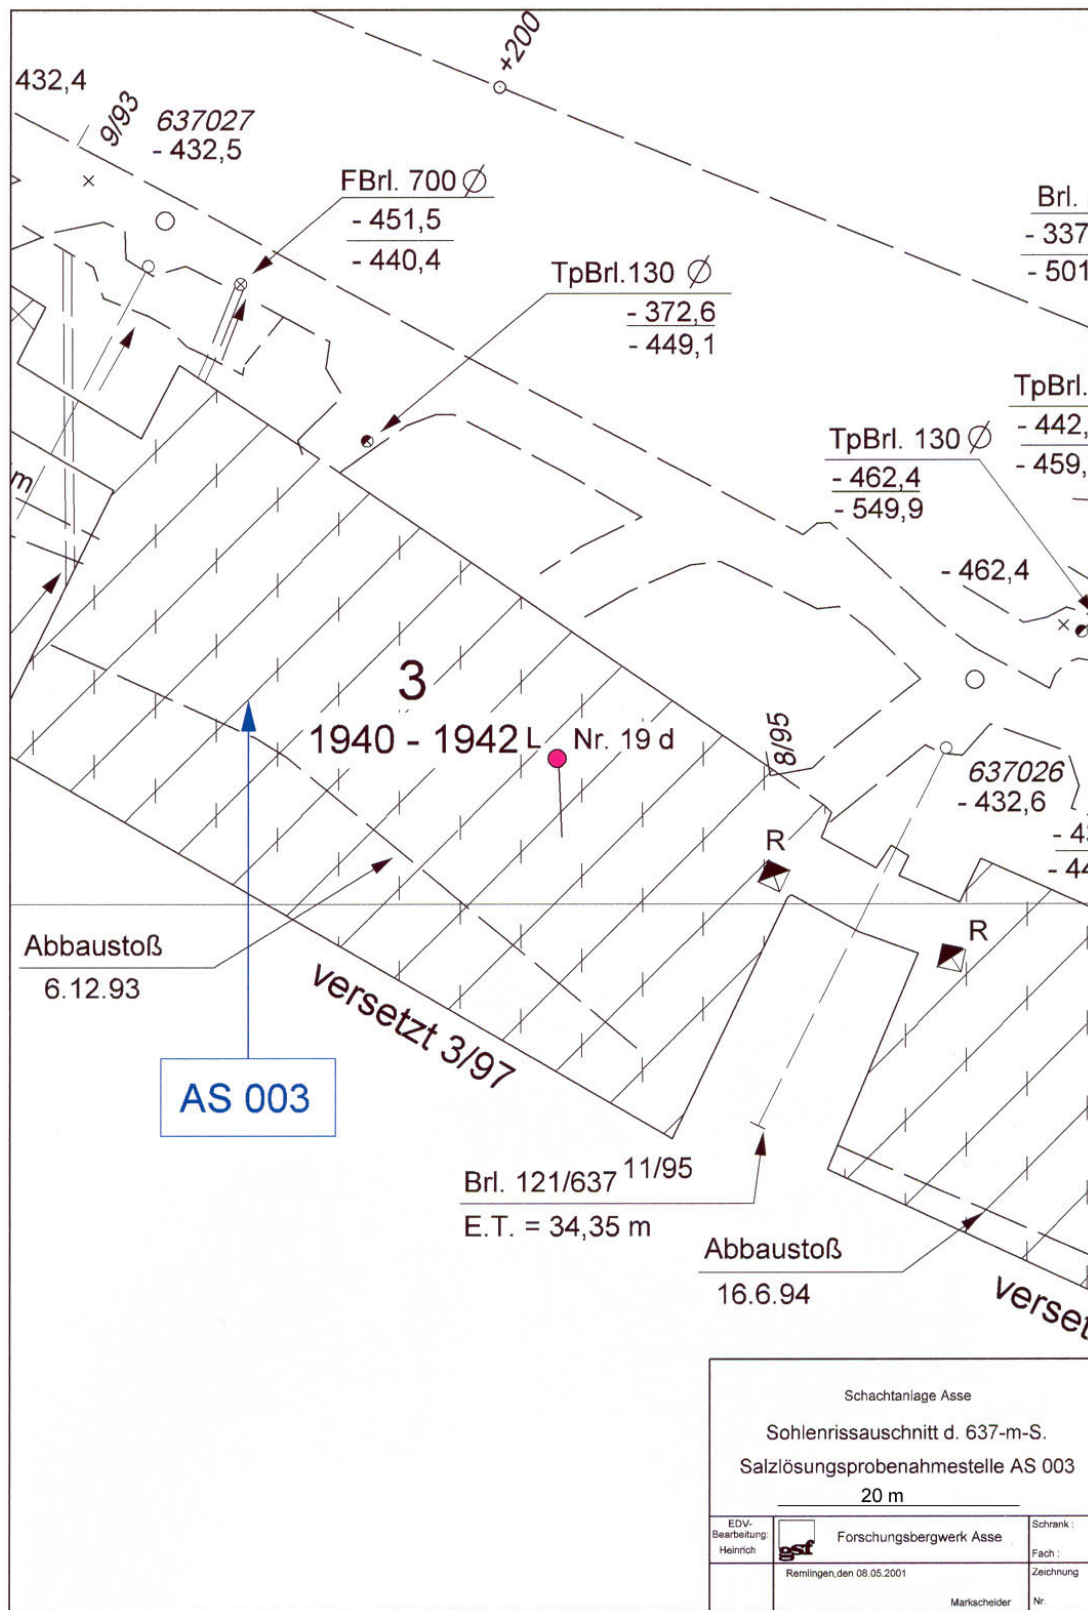 +200
432,4
9/93
637027
- 432,5
FBrl. 700 Ø
- 451,5
- 440,4
Brl.
- 337
- 501
TpBrl.130 Ø
- 372,6
- 449,1
TpBrl.
- 442,
- 459,
TpBrl. 130 Ø
- 462,4
- 549,9
m
- 462,4
3
1940 - 1942 L Nr. 19 d
8/95
637026
- 432,6
- 43
- 44
R
R
Abbaustoß
6.12.93
versetzt 3/97
AS 003
Brl. 121/637 11/95
E.T. = 34,35 m
Abbaustoß
16.6.94
verset
Schachtanlage Asse
Sohlenrissauschnitt d. 637-m-S.
Salzlösungsprobenahmestelle AS 003
20 m
EDV-
Bearbeitung:
Heinrich
gsf
Forschungsbergwerk Asse
Schrank :
Fach :
Remlingen,den 08.05.2001
Zeichnung
Markscheider
Nr.